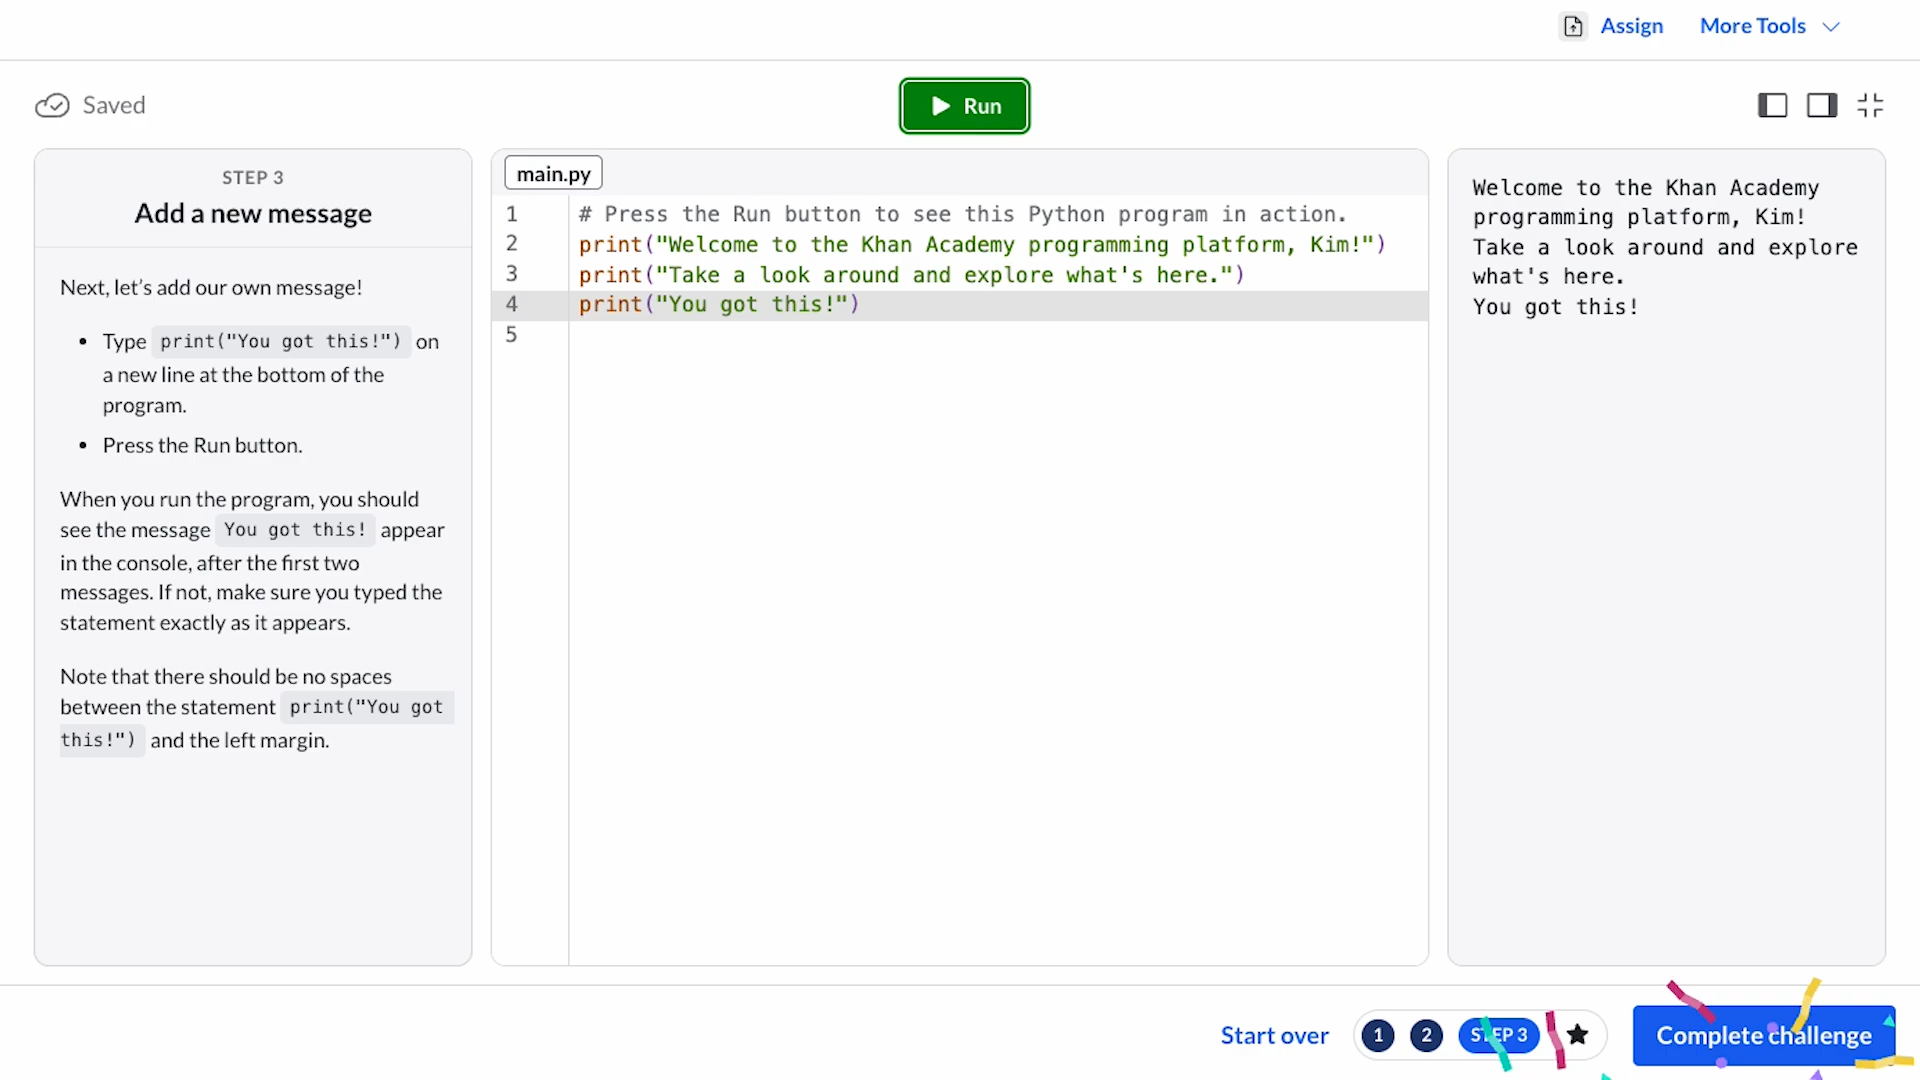 Assign More Tools
Saved
Run
STEP 3
Add a new message
Next, let's add our own message!
• Type print("You got this!") on
a new line at the bottom of the
program.
• Press the Run button.
When you run the program, you should
see the message You got this! appear
in the console, after the first two
messages. If not, make sure you typed the
statement exactly as it appears.
Note that there should be no spaces
between the statement print("You got
this!") and the left margin.
main.py
1 # Press the Run button to see this Python program in action.
2 print("Welcome to the Khan Academy programming platform, Kim!")
3 print("Take a look around and explore what's here.")
4 print("You got this!")
5
Welcome to the Khan Academy
programming platform, Kim!
Take a look around and explore
what's here.
You got this!
Start over 1 2 STEP 3 Complete challenge